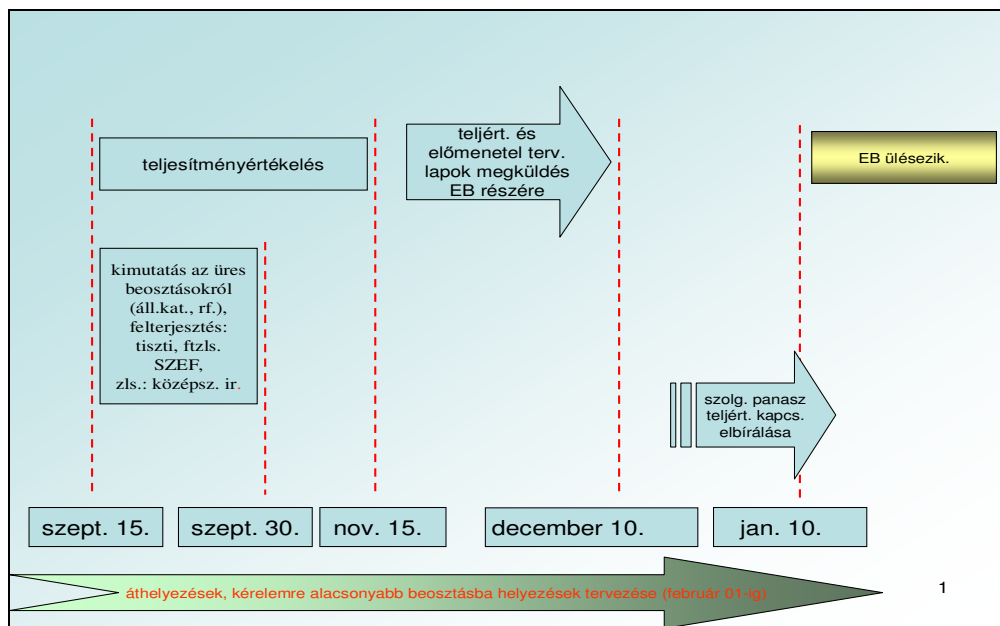 teljesítményértékelés
teljért. és
előmenetel terv.
lapok megküldés
EB részére
EB ülésezik.
kimutatás az üres
beosztásokról
(áll.kat., rf.),
felterjesztés:
tiszti, ftzls.
SZEF,
zls.: középsz. ir.
szolg. panasz
teljért. kapcs.
elbírálása
szept. 15.
szept. 30.
nov. 15.
december 10.
jan. 10.
áthelyezések, kérelemre alacsonyabb beosztásba helyezések tervezése (február 01-ig)
1